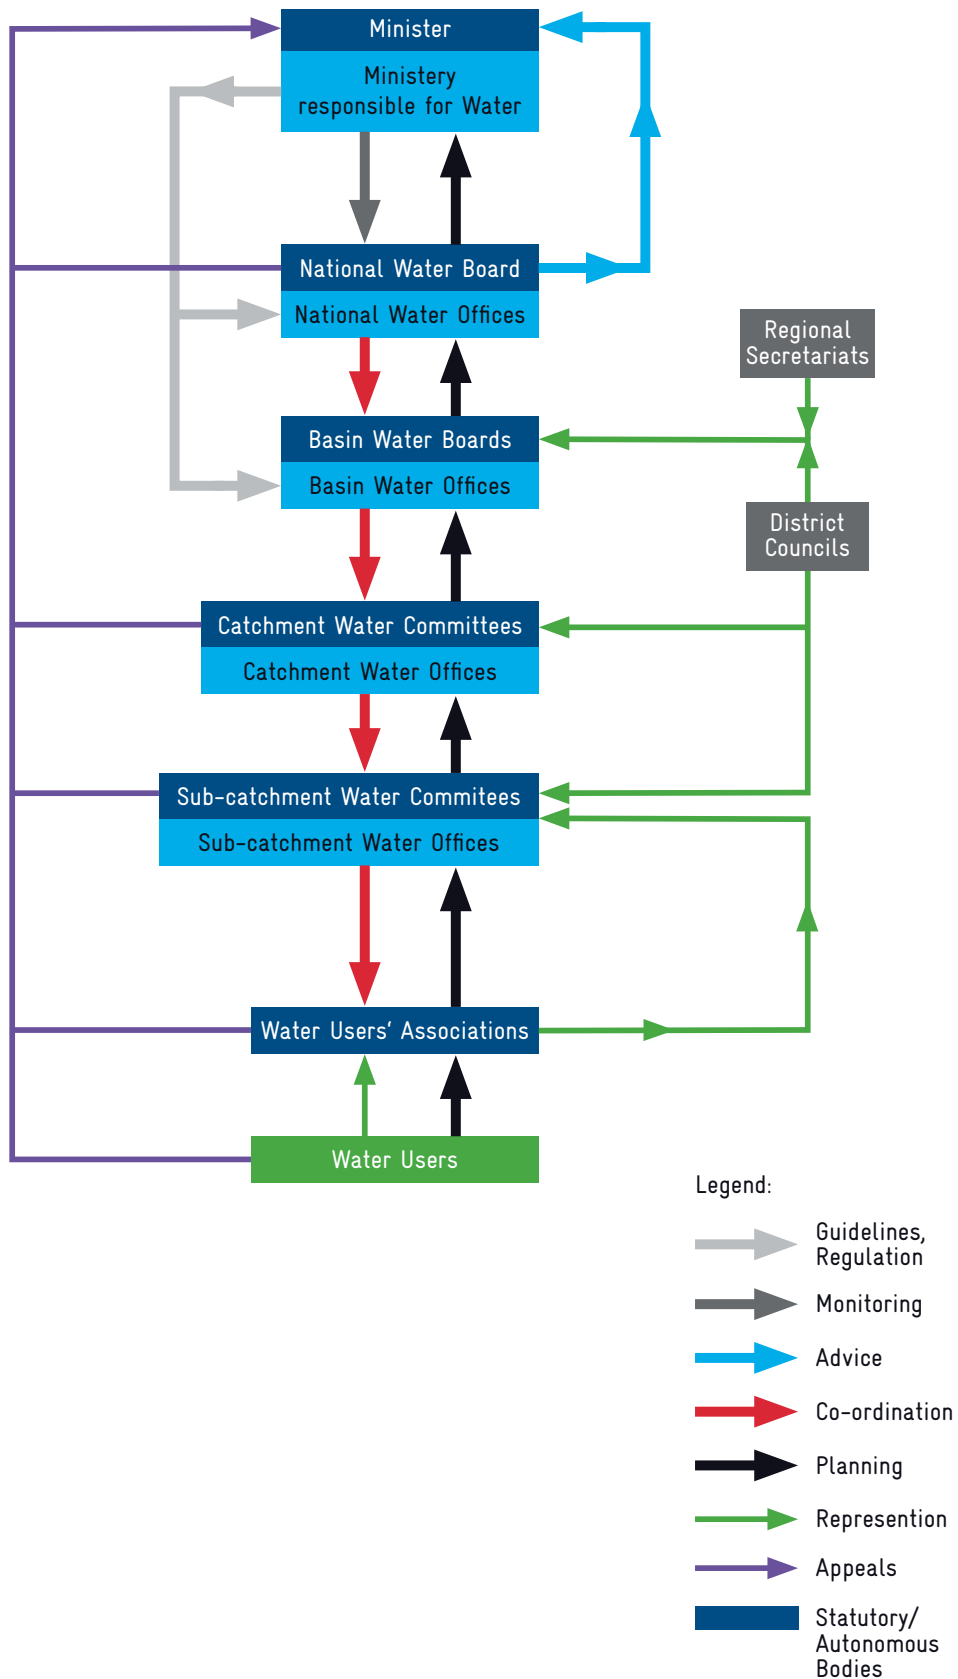 Minister
Ministery
responsible for Water
National Water Board
National Water Offices
Regional
Secretariats
Basin Water Boards
Basin Water Offices
District
Councils
Catchment Water Committees
Catchment Water Offices
Sub-catchment Water Commitees
Sub-catchment Water Offices
Water Users' Associations
Water Users
Legend:
Guidelines,
Regulation
Monitoring
Advice
Co-ordination
Planning
Represention
Appeals
Statutory/
Autonomous
Bodies